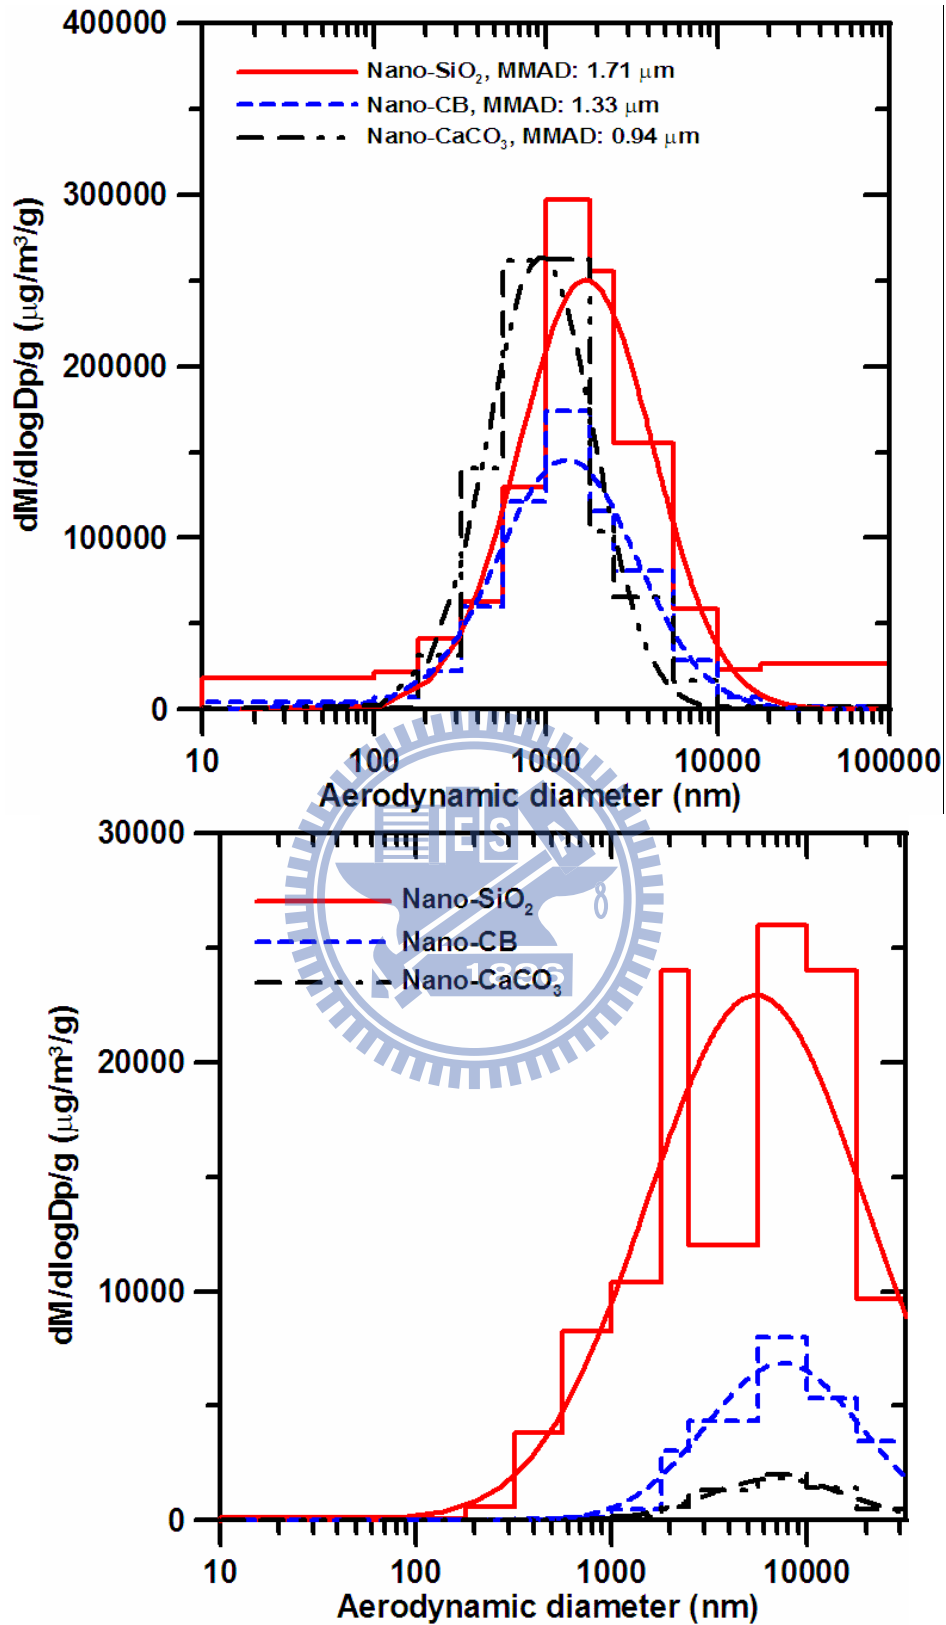 400000
Nano-SiO₂, MMAD: 1.71 μm
Nano-CB, MMAD: 1.33 μm
Nano-CaCO₃, MMAD: 0.94 μm
300000
200000
100000
0
dM/dlogDp/g (μg/m³/g)
10 100 1000 10000 100000
Aerodynamic diameter (nm)
30000
ES
Nano-SiO₂
Nano-CB
1896
Nano-CaCO₃
20000
10000
0
dM/dlogDp/g (μg/m³/g)
10 100 1000 10000
Aerodynamic diameter (nm)